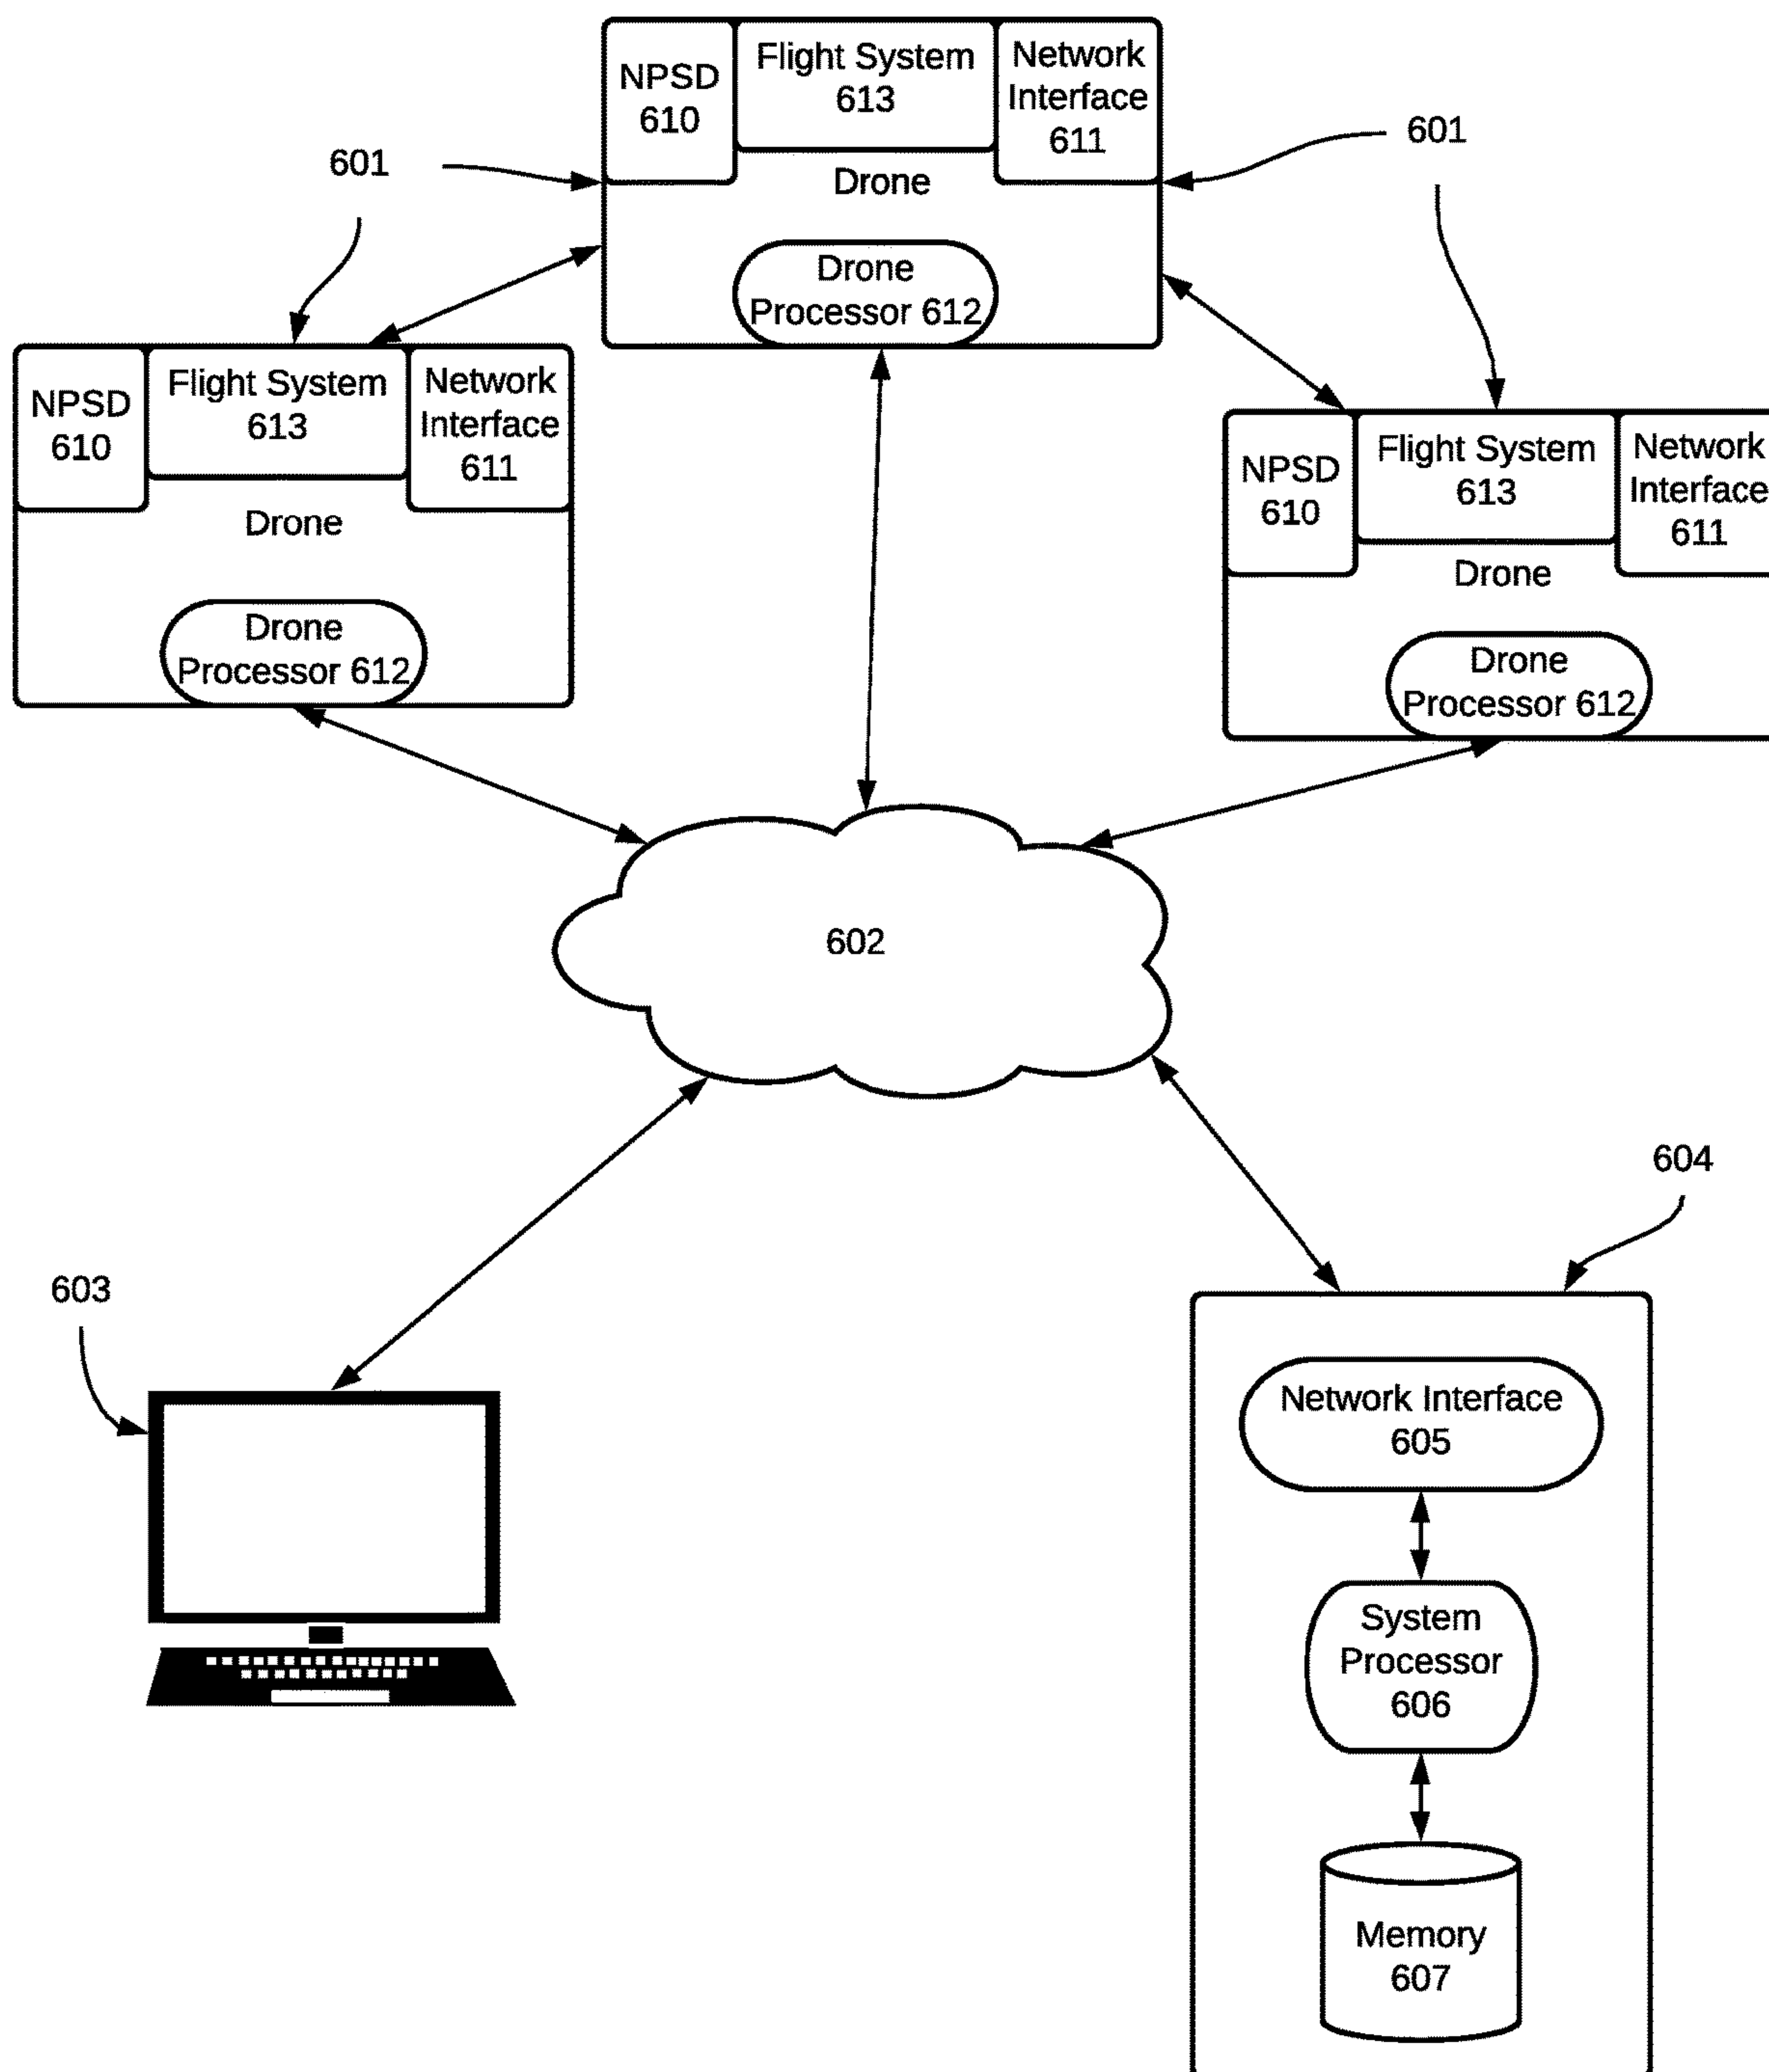 NPSD
610
Flight System
613
Network
Interface
611
Drone
Drone
Processor 612
601
601
NPSD
610
Flight System
613
Network
Interface
611
Drone
Drone
Processor 612
NPSD
610
Flight System
613
Network
Interface
611
Drone
Drone
Processor 612
602
603
604
Network Interface
605
System
Processor
606
Memory
607